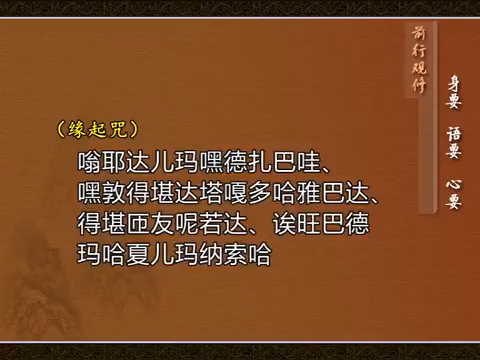 前行观修
身要 语要 心要
（缘起咒）
嗡耶达儿玛嘿德扎巴哇、
嘿敦得堪达塔嘎多哈雅巴达、
得堪匝友呢若达、诶旺巴德
玛哈夏儿玛纳索哈